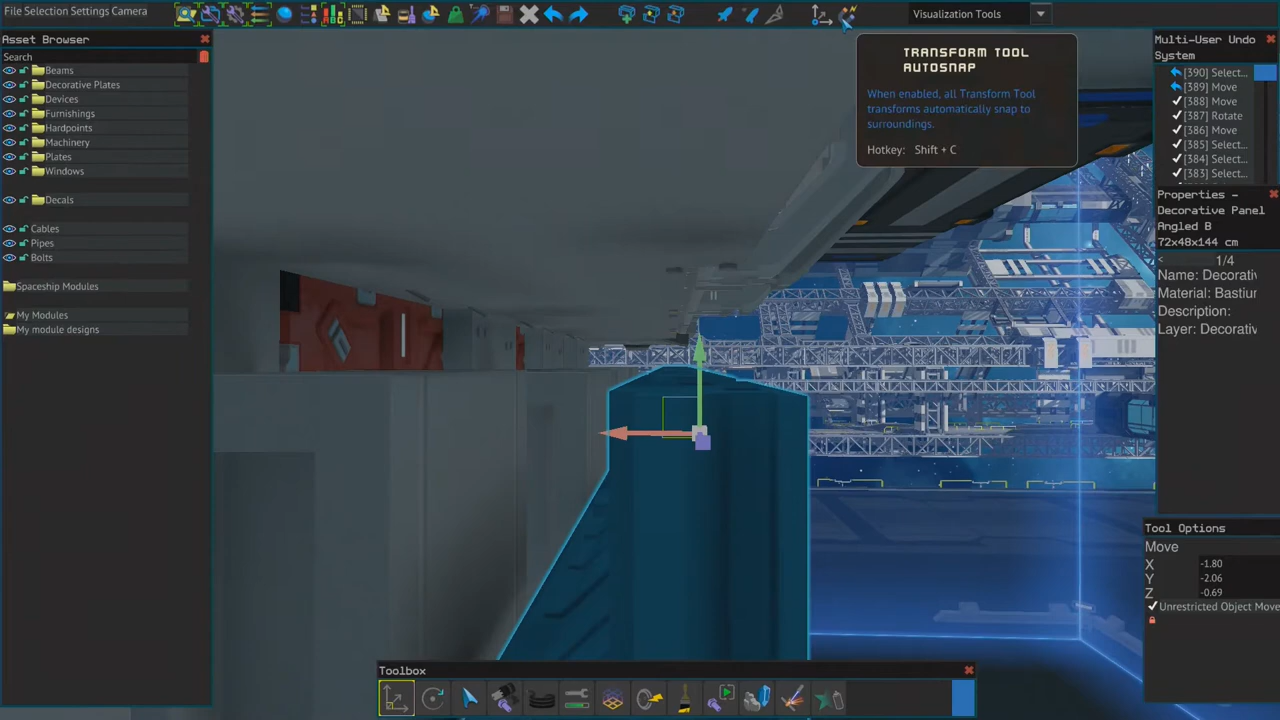 File Selection Settings Camera
Visualization Tools
Asset Browser
Search
Beams
Decorative Plates
Devices
Furnishings
Hardpoints
Machinery
Plates
Windows
Decals
Cables
Pipes
Bolts
Spaceship Modules
My Modules
My module designs
TRANSFORM TOOL
AUTOSNAP
When enabled, all Transform Tool
transforms automatically snap to
surroundings.
Hotkey: Shift + C
Multi-User Undo
System
[390] Select...
[389] Move
[388] Move
[387] Rotate
[386] Move
[385] Select...
[384] Select...
[383] Select...
Properties -
Decorative Panel
Angled B
72x48x144 cm
< 1/4
Name: Decorati
Material: Bastiun
Description:
Layer: Decorativ
Tool Options
Move
X -1.80
Y -2.06
Z -0.69
Unrestricted Object Move
Toolbox